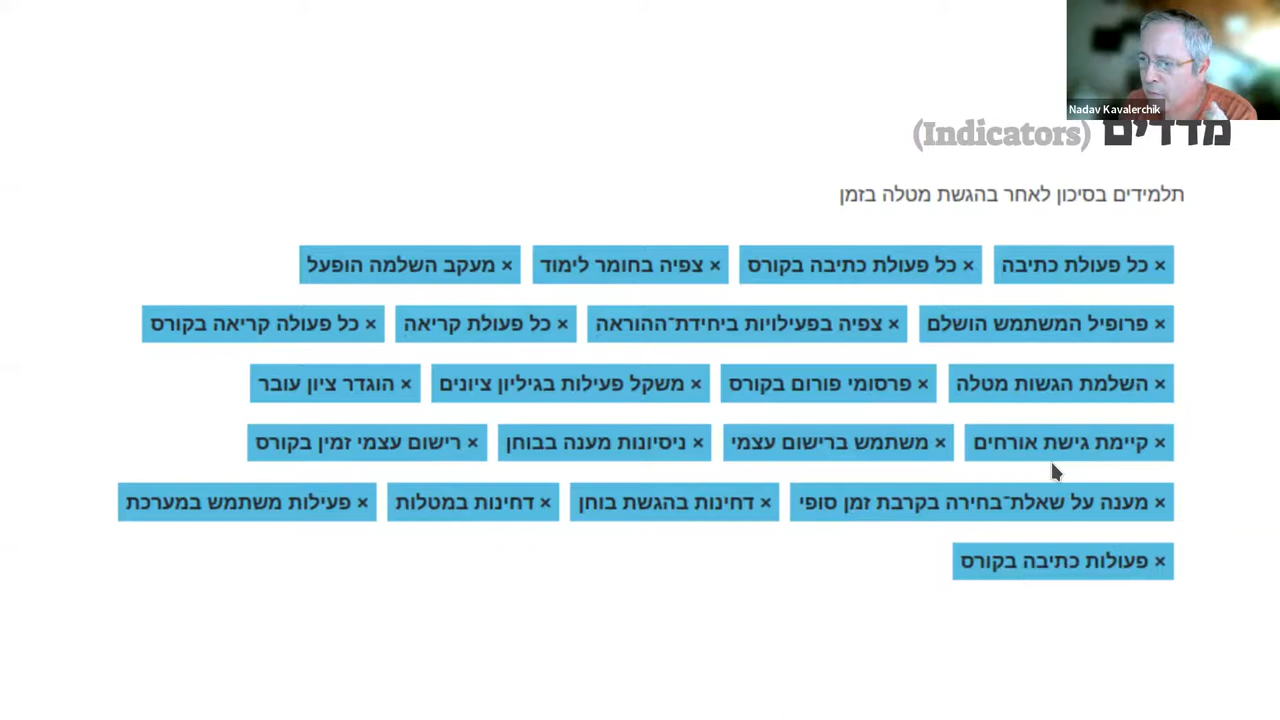 Nadav Kavalerchik
מדדים (Indicators)
תלמידים בסיכון לאחר בהגשת מטלה בזמן
× כל פעולת כתיבה × כל פעולת כתיבה בקורס × צפיה בחומר לימוד × מעקב השלמה הופעל
× פרופיל המשתמש הושלם × צפיה בפעילויות ביחידת־ההוראה × כל פעולת קריאה × כל פעולה קריאה בקורס
× השלמת הגשות מטלה × פרסומי פורום בקורס × משקל פעילות בגיליון ציונים × הוגדר ציון עובר
× קיימת גישת אורחים × משתמש ברישום עצמי × ניסיונות מענה בבוחן × רישום עצמי זמין בקורס
× מענה על שאלת־בחירה בקרבת זמן סופי × דחינות בהגשת בוחן × דחינות במטלות × פעילות משתמש במערכת
× פעולות כתיבה בקורס